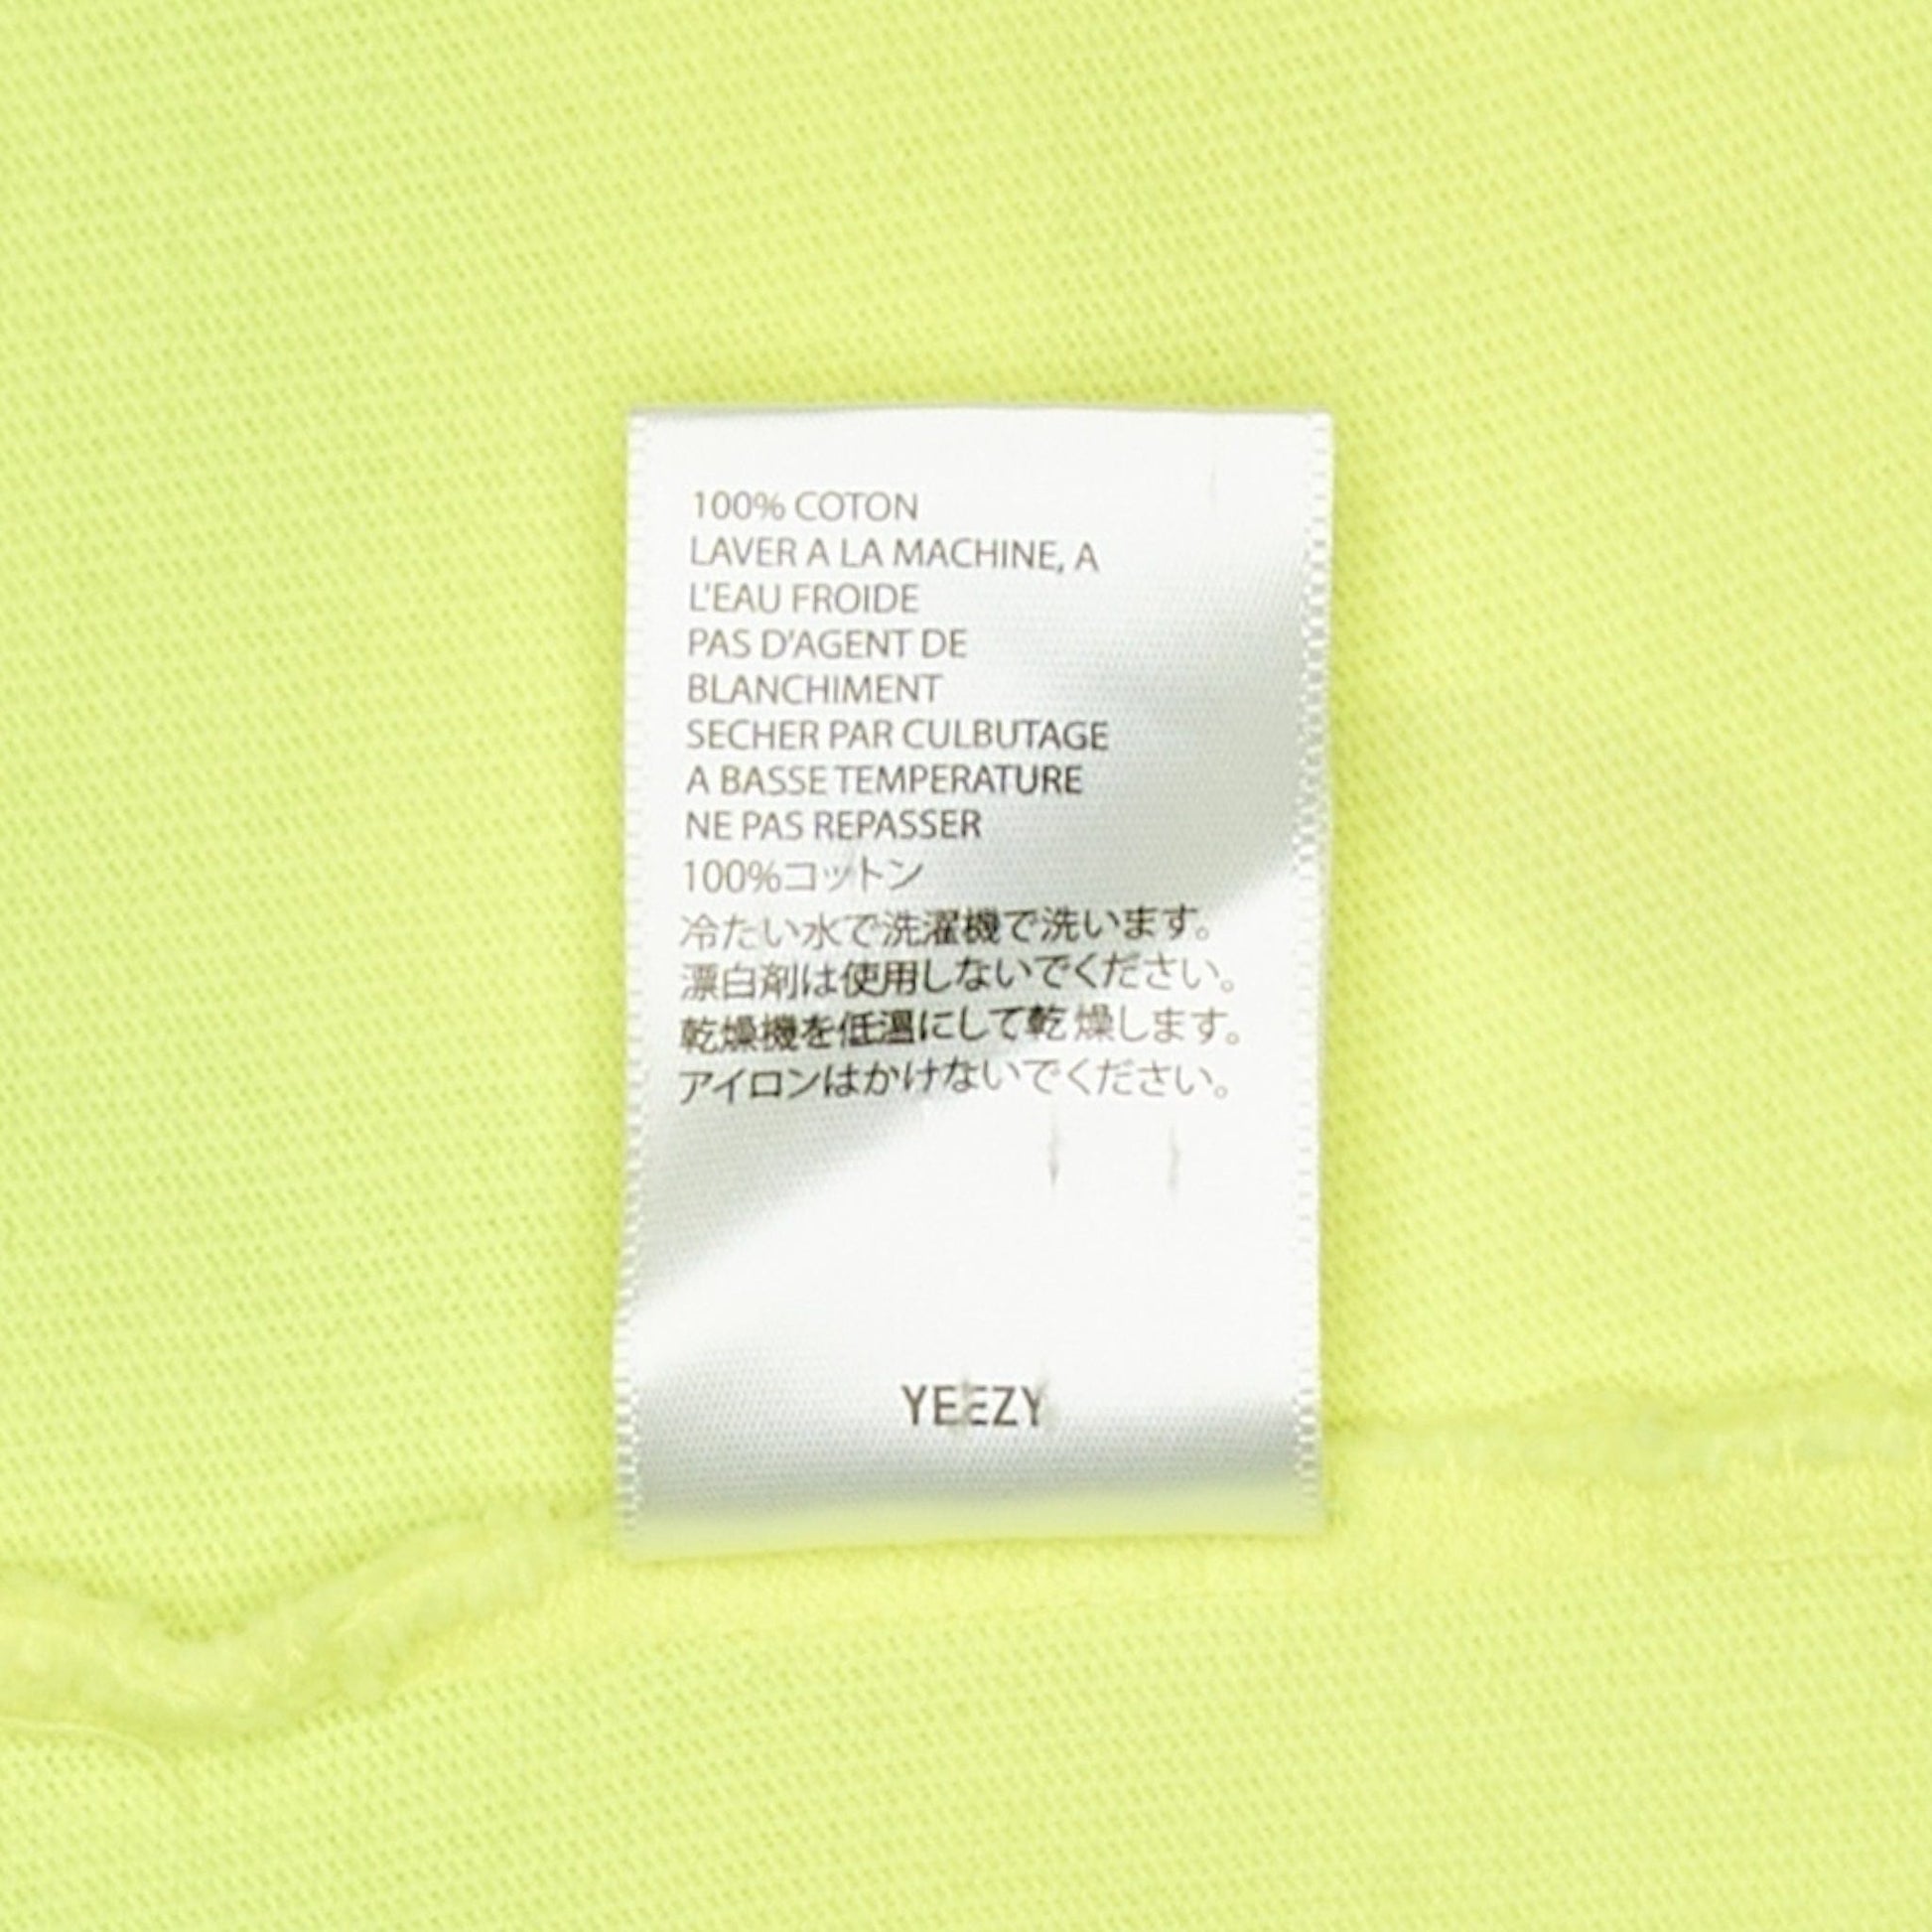 100% COTON
LAVER A LA MACHINE, A
L'EAU FROIDE
PAS D'AGENT DE
BLANCHIMENT
SECHER PAR CULBUTAGE
A BASSE TEMPERATURE
NE PAS REPASSER
100%コットン
冷たい水で洗濯機で洗います。
漂白剤は使用しないでください。
乾燥機を低温にして乾燥します。
アイロンはかけないでください。
YEEZY